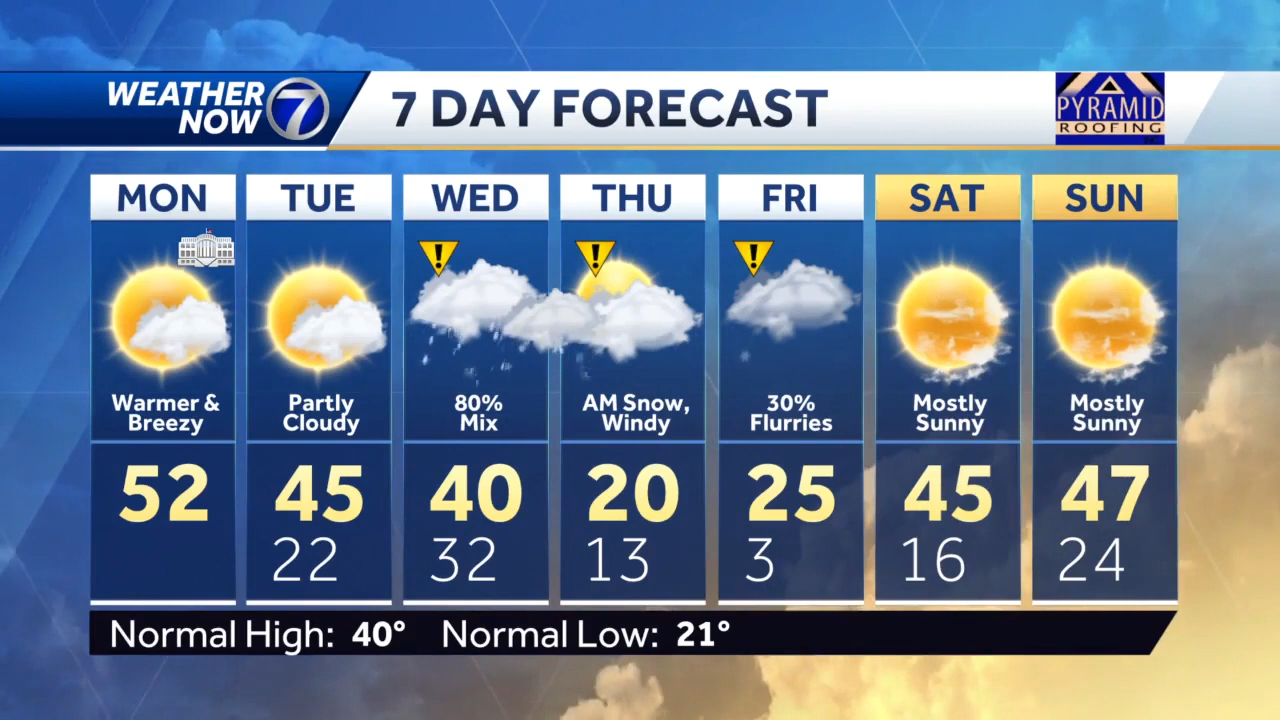 WEATHER
NOW 7
7 DAY FORECAST
PYRAMID
ROOFING
MON TUE WED THU FRI SAT SUN
! ! !
Warmer & Partly 80% AM Snow, 30% Mostly Mostly
Breezy Cloudy Mix Windy Flurries Sunny Sunny
52 45 40 20 25 45 47
22 32 13 3 16 24
Normal High: 40° Normal Low: 21°